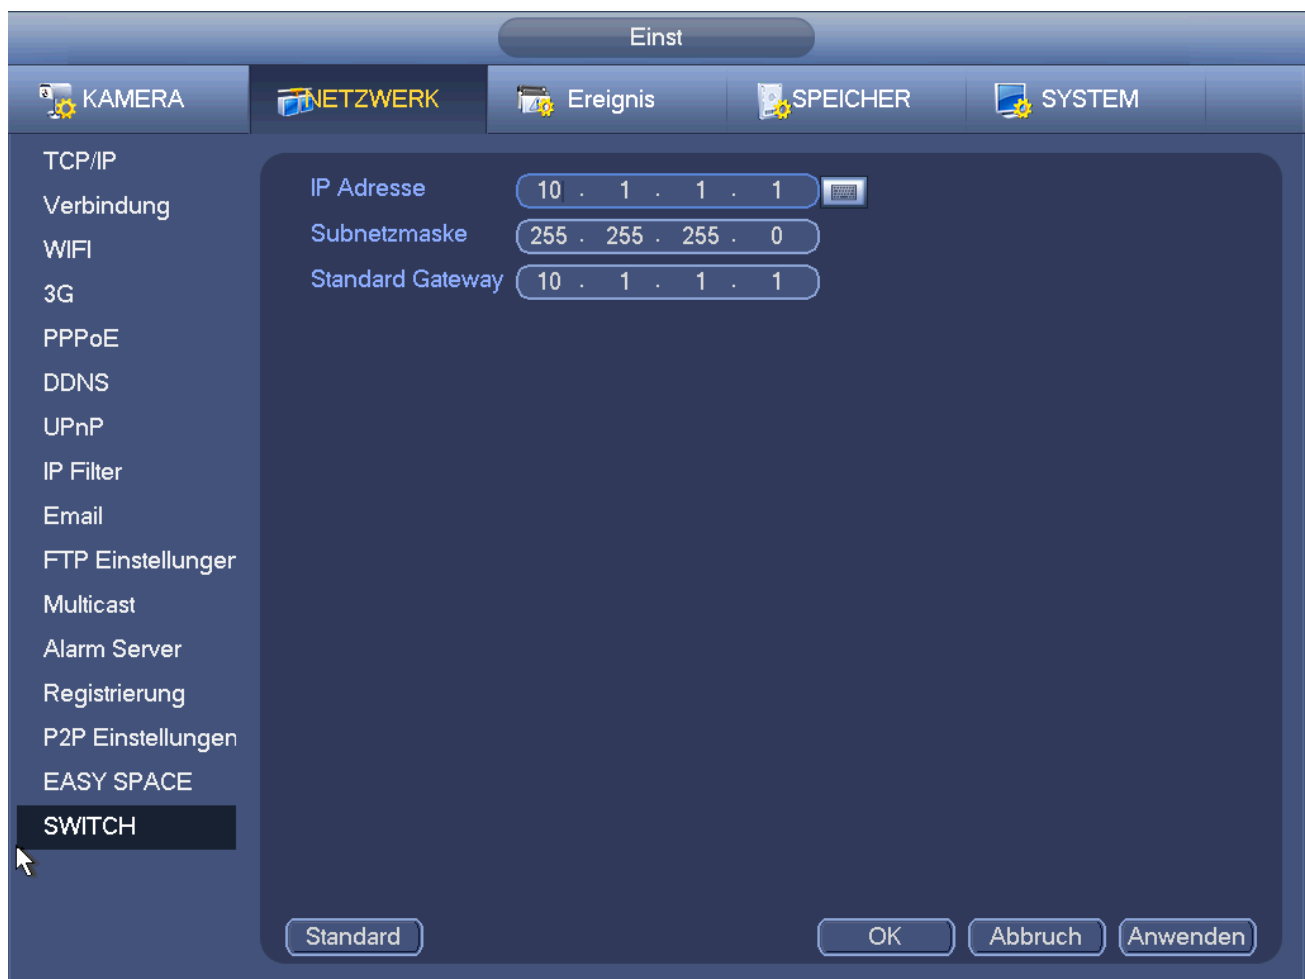 Einst
KAMERA NETZWERK Ereignis SPEICHER SYSTEM
TCP/IP
Verbindung
WIFI
3G
PPPoE
DDNS
UPnP
IP Filter
Email
FTP Einstellunger
Multicast
Alarm Server
Registrierung
P2P Einstellungen
EASY SPACE
SWITCH
IP Adresse 10 . 1 . 1 . 1
Subnetzmaske 255 . 255 . 255 . 0
Standard Gateway 10 . 1 . 1 . 1
Standard OK Abbruch Anwenden